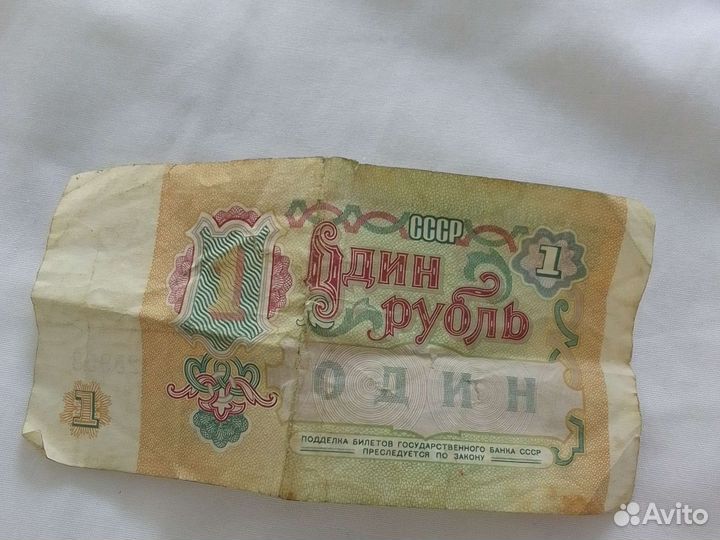 СССР
1
1
Один
рубль
ОДИН
1
ПОДДЕЛКА БИЛЕТОВ ГОСУДАРСТВЕННОГО БАНКА СССР
ПРЕСЛЕДУЕТСЯ ПО ЗАКОНУ
Avito